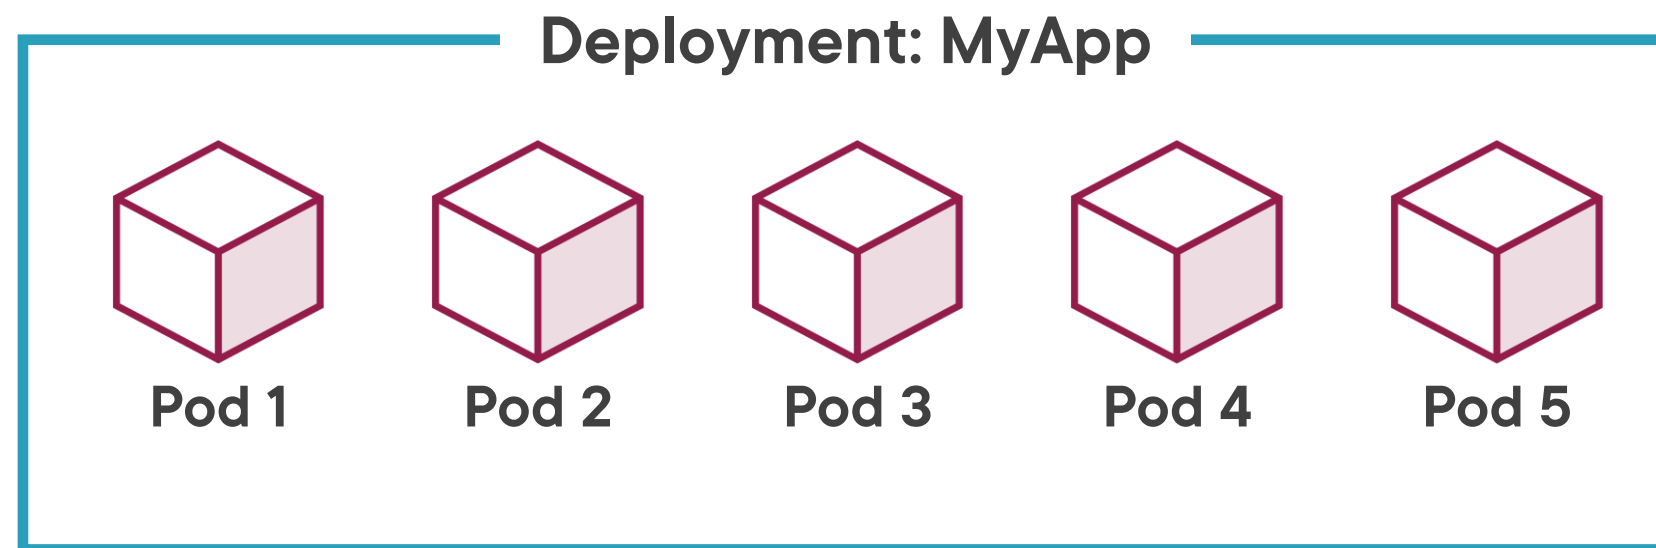 Deployment: MyApp
Pod 1 Pod 2 Pod 3 Pod 4 Pod 5